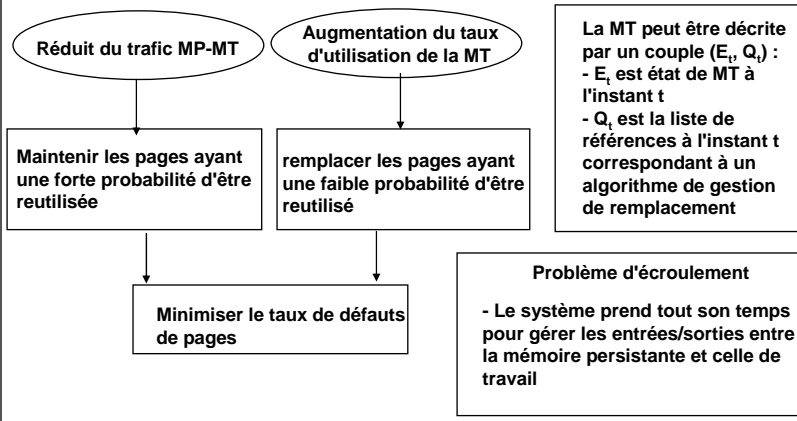 Réduit du trafic MP-MT
Augmentation du taux
d'utilisation de la MT
Maintenir les pages ayant
une forte probabilité d'être
reutilisée
remplacer les pages ayant
une faible probabilité d'être
reutilisé
Minimiser le taux de défauts
de pages
La MT peut être décrite
par un couple (Et, Qt) :
- Et est état de MT à
l'instant t
- Qt est la liste de
références à l'instant t
correspondant à un
algorithme de gestion
de remplacement
Problème d'écroulement
- Le système prend tout son temps
pour gérer les entrées/sorties entre
la mémoire persistante et celle de
travail